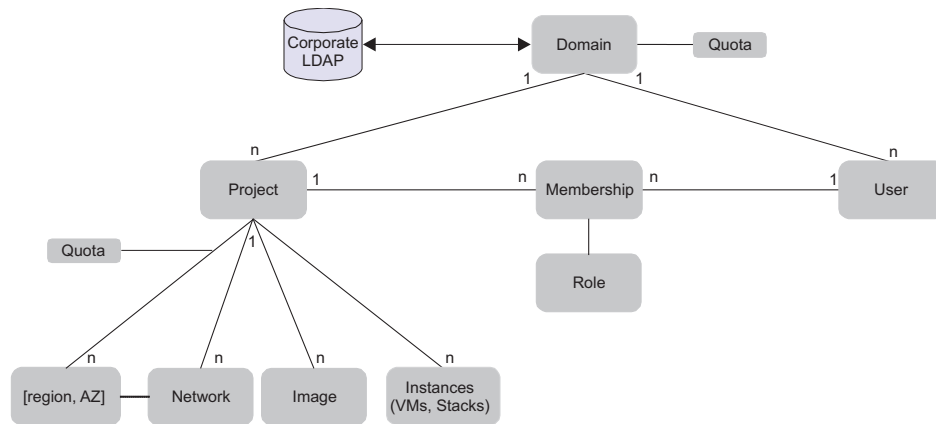 Corporate
LDAP
Domain
Quota
1
1
n
n
Project
1
n
Membership
n
1
User
Quota
1
Role
n
n
n
n
[region, AZ]
Network
Image
Instances
(VMs, Stacks)